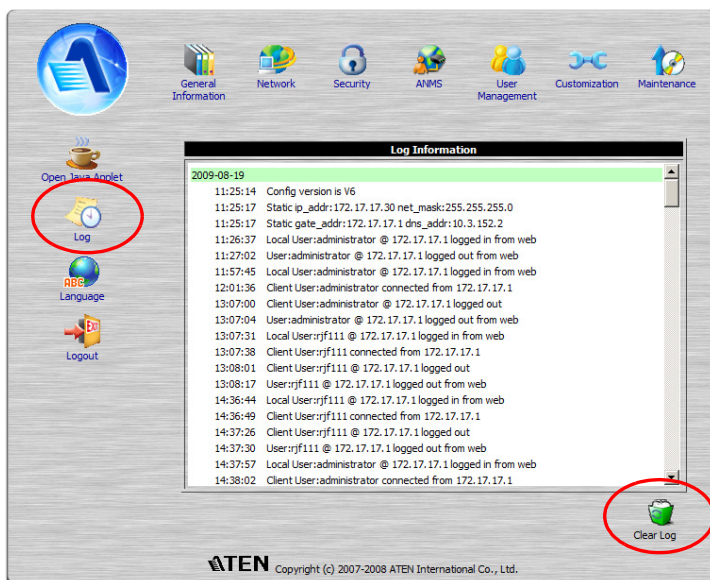 General Information
Network
Security
ANMS
User Management
Customization
Maintenance
Open Java Applet
Log
ABC
Language
EXIT
Logout
Log Information
2009-08-19
11:25:14 Config version is V6
11:25:17 Static ip_addr:172.17.17.30 net_mask:255.255.255.0
11:25:17 Static gate_addr:172.17.17.1 dns_addr:10.3.152.2
11:26:37 Local User:administrator @ 172.17.17.1 logged in from web
11:27:02 User:administrator @ 172.17.17.1 logged out from web
11:57:45 Local User:administrator @ 172.17.17.1 logged in from web
12:01:36 Client User:administrator connected from 172.17.17.1
13:07:00 Client User:administrator @ 172.17.17.1 logged out
13:07:04 User:administrator @ 172.17.17.1 logged out from web
13:07:31 Local User:rjf111 @ 172.17.17.1 logged in from web
13:07:38 Client User:rjf111 connected from 172.17.17.1
13:08:01 Client User:rjf111 @ 172.17.17.1 logged out
13:08:17 User:rjf111 @ 172.17.17.1 logged out from web
14:36:44 Local User:rjf111 @ 172.17.17.1 logged in from web
14:36:49 Client User:rjf111 connected from 172.17.17.1
14:37:26 Client User:rjf111 @ 172.17.17.1 logged out
14:37:30 User:rjf111 @ 172.17.17.1 logged out from web
14:37:57 Local User:administrator @ 172.17.17.1 logged in from web
14:38:02 Client User:administrator connected from 172.17.17.1
Clear Log
ATEN Copyright (c) 2007-2008 ATEN International Co., Ltd.